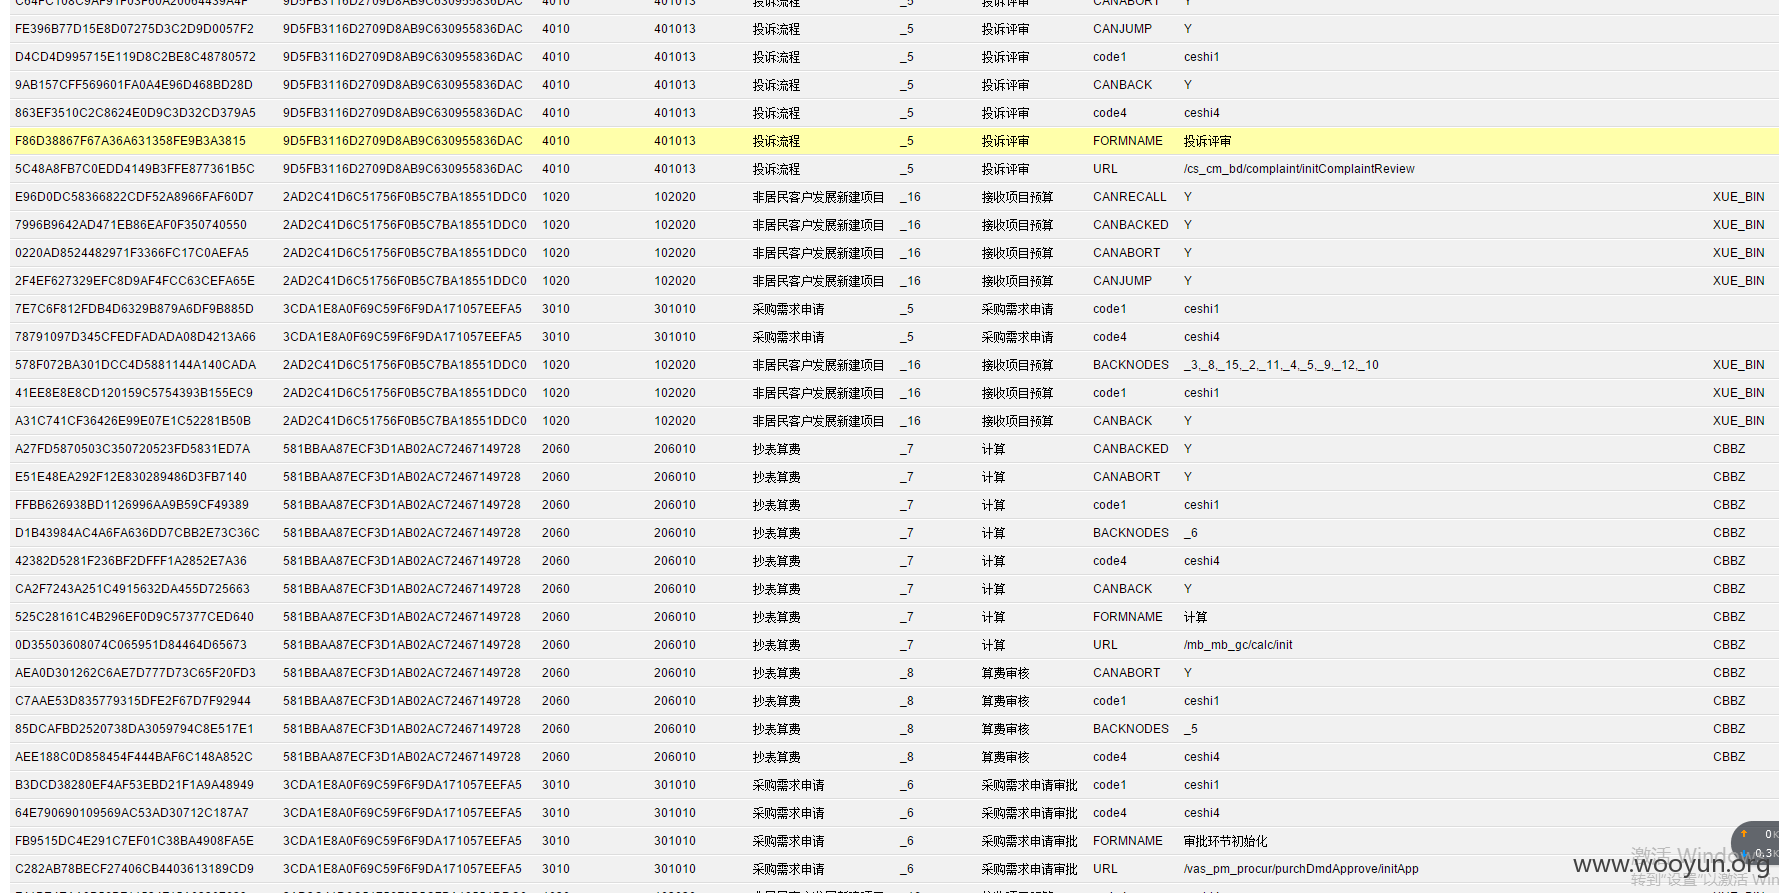 C64FC108C9AF91F03F60A20064439A4F 9D5FB3116D2709D8AB9C630955836DAC 4010 401013 投诉流程 _5 投诉评审 CANABORT Y
FE396B77D15E8D07275D3C2D9D0057F2 9D5FB3116D2709D8AB9C630955836DAC 4010 401013 投诉流程 _5 投诉评审 CANJUMP Y
D4CD4D995715E119D8C2BE8C48780572 9D5FB3116D2709D8AB9C630955836DAC 4010 401013 投诉流程 _5 投诉评审 code1 ceshi1
9AB157CFF569601FA0A4E96D468BD28D 9D5FB3116D2709D8AB9C630955836DAC 4010 401013 投诉流程 _5 投诉评审 CANBACK Y
863EF3510C2C8624E0D9C3D32CD379A5 9D5FB3116D2709D8AB9C630955836DAC 4010 401013 投诉流程 _5 投诉评审 code4 ceshi4
F86D38867F67A36A631358FE9B3A3815 9D5FB3116D2709D8AB9C630955836DAC 4010 401013 投诉流程 _5 投诉评审 FORMNAME 投诉评审
5C48A8FB7C0EDD4149B3FFE877361B5C 9D5FB3116D2709D8AB9C630955836DAC 4010 401013 投诉流程 _5 投诉评审 URL /cs_cm_bd/complaint/initComplaintReview
E96D0DC58366822CDF52A8966FAF60D7 2AD2C41D6C51756F0B5C7BA18551DDC0 1020 102020 非居民客户发展新建项目 _16 接收项目预算 CANRECALL Y XUE_BIN
7996B9642AD471EB86EAF0F350740550 2AD2C41D6C51756F0B5C7BA18551DDC0 1020 102020 非居民客户发展新建项目 _16 接收项目预算 CANBACKED Y XUE_BIN
0220AD8524482971F3366FC17C0AEFA5 2AD2C41D6C51756F0B5C7BA18551DDC0 1020 102020 非居民客户发展新建项目 _16 接收项目预算 CANABORT Y XUE_BIN
2F4EF627329EFC8D9AF4FCC63CEFA65E 2AD2C41D6C51756F0B5C7BA18551DDC0 1020 102020 非居民客户发展新建项目 _16 接收项目预算 CANJUMP Y XUE_BIN
7E7C6F812FDB4D6329B879A6DF9B885D 3CDA1E8A0F69C59F6F9DA171057EEFA5 3010 301010 采购需求申请 _5 采购需求申请 code1 ceshi1
78791097D345CFEDFADADA08D4213A66 3CDA1E8A0F69C59F6F9DA171057EEFA5 3010 301010 采购需求申请 _5 采购需求申请 code4 ceshi4
578F072BA301DCC4D5881144A140CADA 2AD2C41D6C51756F0B5C7BA18551DDC0 1020 102020 非居民客户发展新建项目 _16 接收项目预算 BACKNODES _3,_8,_15,_2,_11,_4,_5,_9,_12,_10 XUE_BIN
41EE8E8E8CD120159C5754393B155EC9 2AD2C41D6C51756F0B5C7BA18551DDC0 1020 102020 非居民客户发展新建项目 _16 接收项目预算 code1 ceshi1 XUE_BIN
A31C741CF36426E99E07E1C52281B50B 2AD2C41D6C51756F0B5C7BA18551DDC0 1020 102020 非居民客户发展新建项目 _16 接收项目预算 CANBACK Y XUE_BIN
A27FD5870503C350720523FD5831ED7A 581BBAA87ECF3D1AB02AC72467149728 2060 206010 抄表算费 _7 计算 CANBACKED Y CBBZ
E51E48EA292F12E830289486D3FB7140 581BBAA87ECF3D1AB02AC72467149728 2060 206010 抄表算费 _7 计算 CANABORT Y CBBZ
FFBB626938BD1126996AA9B59CF49389 581BBAA87ECF3D1AB02AC72467149728 2060 206010 抄表算费 _7 计算 code1 ceshi1 CBBZ
D1B43984AC4A6FA636DD7CBB2E73C36C 581BBAA87ECF3D1AB02AC72467149728 2060 206010 抄表算费 _7 计算 BACKNODES _6 CBBZ
42382D5281F236BF2DFFF1A2852E7A36 581BBAA87ECF3D1AB02AC72467149728 2060 206010 抄表算费 _7 计算 code4 ceshi4 CBBZ
CA2F7243A251C4915632DA455D725663 581BBAA87ECF3D1AB02AC72467149728 2060 206010 抄表算费 _7 计算 CANBACK Y CBBZ
525C28161C4B296EF0D9C57377CED640 581BBAA87ECF3D1AB02AC72467149728 2060 206010 抄表算费 _7 计算 FORMNAME 计算 CBBZ
0D35503608074C065951D84464D65673 581BBAA87ECF3D1AB02AC72467149728 2060 206010 抄表算费 _7 计算 URL /mb_mb_gc/calc/init CBBZ
AEA0D301262C6AE7D777D73C65F20FD3 581BBAA87ECF3D1AB02AC72467149728 2060 206010 抄表算费 _8 算费审核 CANABORT Y CBBZ
C7AAE53D835779315DFE2F67D7F92944 581BBAA87ECF3D1AB02AC72467149728 2060 206010 抄表算费 _8 算费审核 code1 ceshi1 CBBZ
85DCAFBD2520738DA3059794C8E517E1 581BBAA87ECF3D1AB02AC72467149728 2060 206010 抄表算费 _8 算费审核 BACKNODES _5 CBBZ
AEE188C0D858454F444BAF6C148A852C 581BBAA87ECF3D1AB02AC72467149728 2060 206010 抄表算费 _8 算费审核 code4 ceshi4 CBBZ
B3DCD38280EF4AF53EBD21F1A9A48949 3CDA1E8A0F69C59F6F9DA171057EEFA5 3010 301010 采购需求申请 _6 采购需求申请审批 code1 ceshi1
64E790690109569AC53AD30712C187A7 3CDA1E8A0F69C59F6F9DA171057EEFA5 3010 301010 采购需求申请 _6 采购需求申请审批 code4 ceshi4
FB9515DC4E291C7EF01C38BA4908FA5E 3CDA1E8A0F69C59F6F9DA171057EEFA5 3010 301010 采购需求申请 _6 采购需求申请审批 FORMNAME 审批环节初始化
C282AB78BECF27406CB4403613189CD9 3CDA1E8A0F69C59F6F9DA171057EEFA5 3010 301010 采购需求申请 _6 采购需求申请审批 URL /vas_pm_procur/purchDmdApprove/initApp
0K
0.3K
激活 Windows
www.wooyun.org
转到"设置"以激活 Win